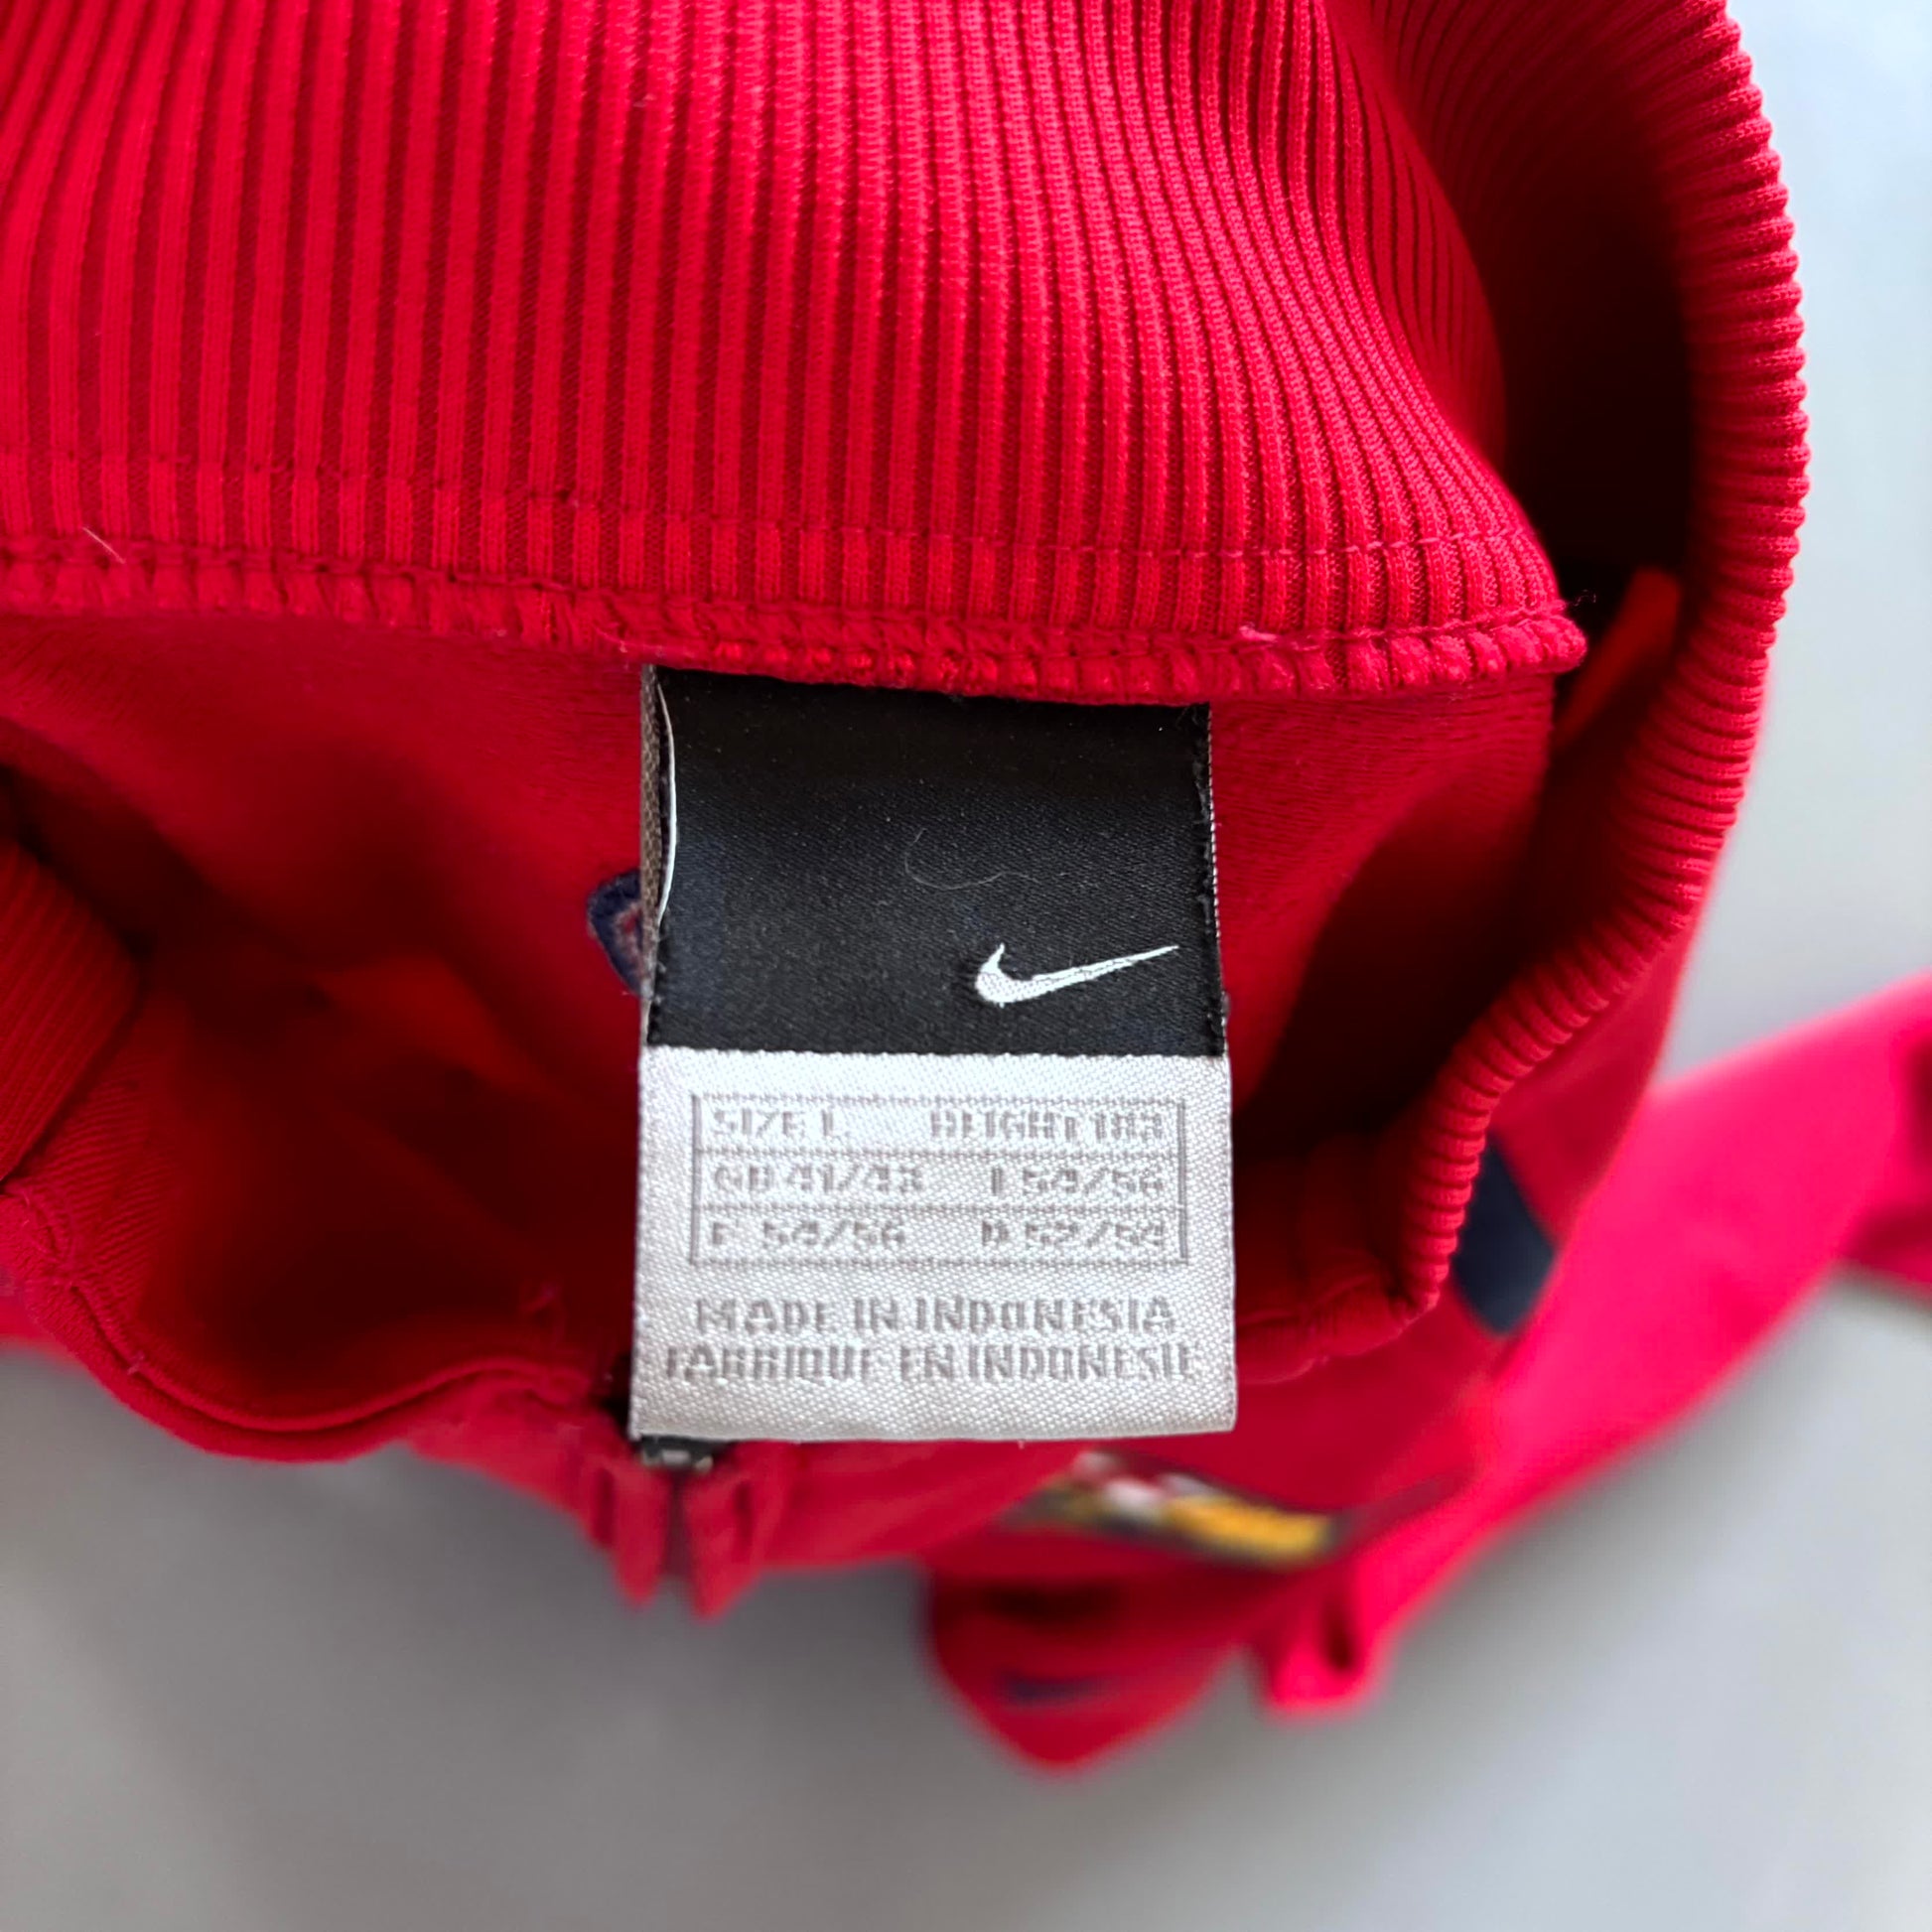 SIZE L HEIGHT 183
GB 41/43 I 54/56
F 54/56 D 52/54
MADE IN INDONESIA
FABRIQUE EN INDONESIE